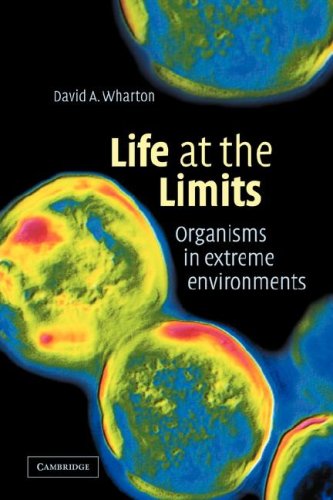 David A. Wharton
Life at the
Limits
Organisms
in extreme
environments
CAMBRIDGE